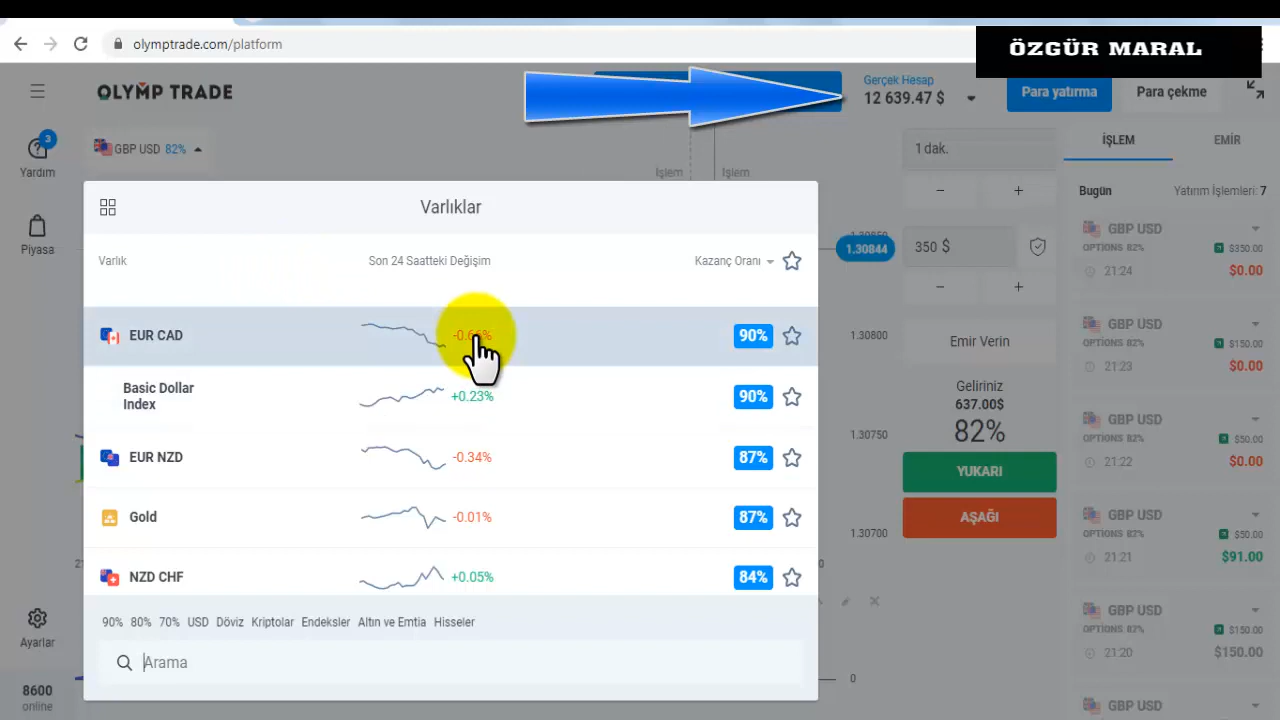 olymptrade.com/platform
ÖZGÜR MARAL
OLYMP TRADE
Gerçek Hesap
12 639.47 $
Para yatırma
Para çekme
3
Yardım
GBP USD 82%
Piyasa
İşlem
İşlem
Varlıklar
Varlık
Son 24 Saatteki Değişim
Kazanç Oranı
EUR CAD
90%
Basic Dollar
Index
+0.23%
90%
EUR NZD
-0.34%
87%
Gold
-0.01%
87%
NZD CHF
+0.05%
84%
90% 80% 70% USD Döviz Kriptolar Endeksler Altın ve Emtia Hisseler
Arama
Ayarlar
8600
online
1.30844
1.30800
1.30750
1.30700
0
1 dak.
−
+
350 $
−
+
Emir Verin
Geliriniz
637.00$
82%
YUKARI
AŞAĞI
İŞLEM
EMİR
Bugün
Yatırım İşlemleri: 7
GBP USD
OPTIONS 82%
$350.00
21:24
$0.00
GBP USD
OPTIONS 82%
$150.00
21:23
$0.00
GBP USD
OPTIONS 82%
$50.00
21:22
$0.00
GBP USD
OPTIONS 82%
$50.00
21:21
$91.00
GBP USD
OPTIONS 82%
$150.00
21:20
$150.00
GBP USD